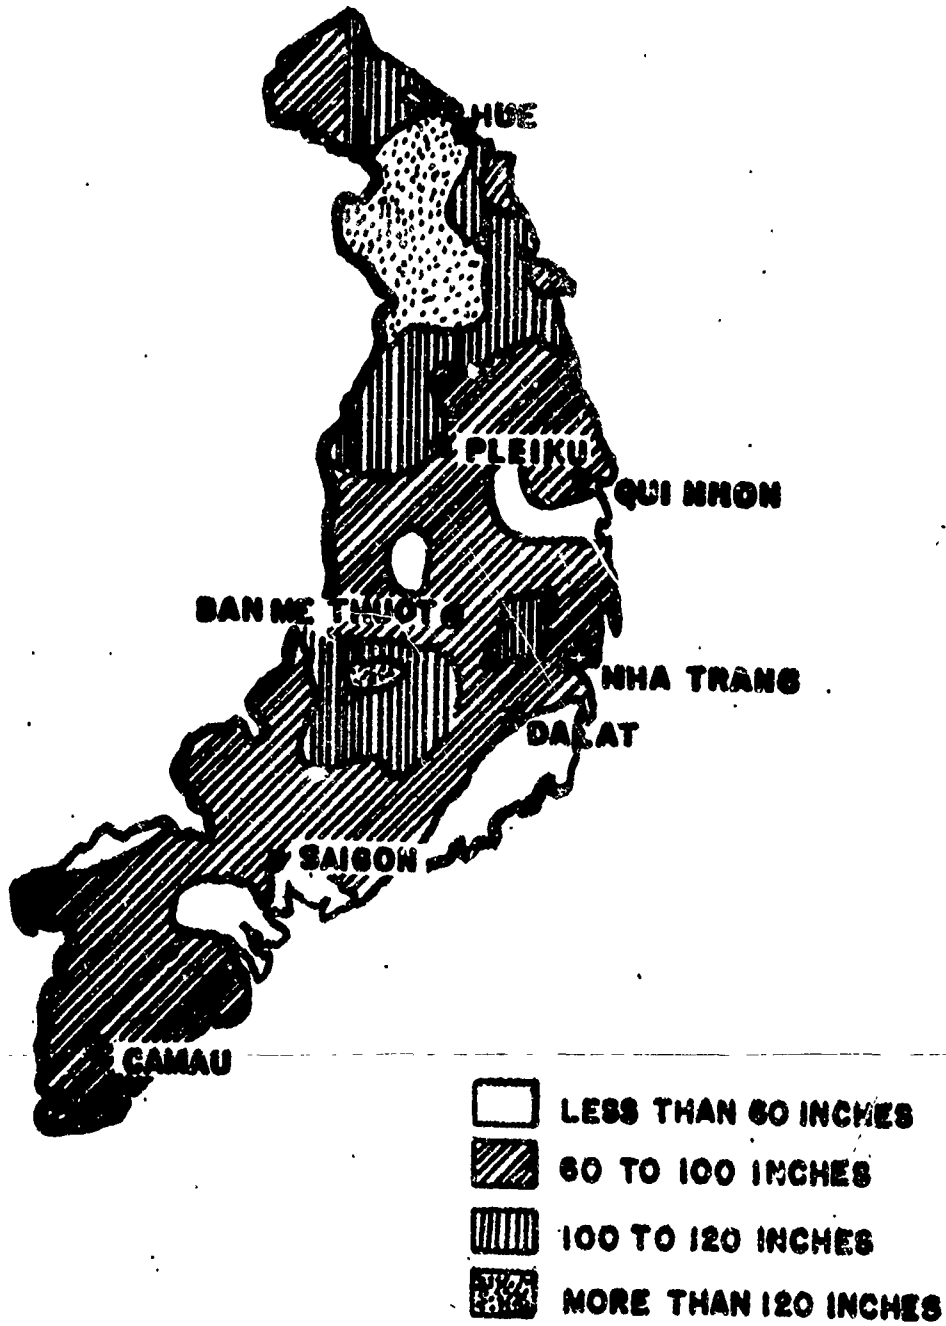 HUE
PLEIKU
QUI NHON
BAN ME THUOT
NHA TRANG
DALAT
SAIGON
CAMAU
LESS THAN 60 INCHES
60 TO 100 INCHES
100 TO 120 INCHES
MORE THAN 120 INCHES